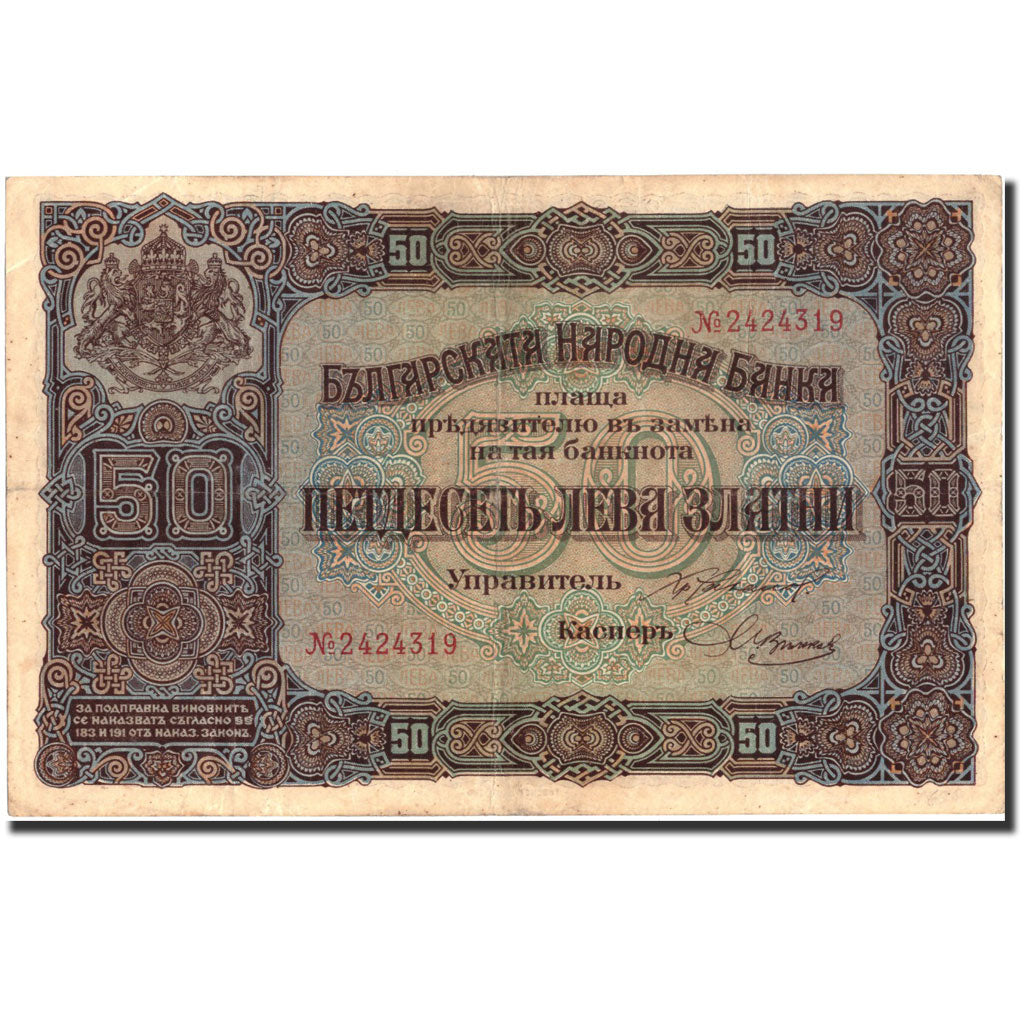 50
50
№2424319
БЪЛГАРСКАТА НАРОДНА БАНКА
плаща
прѣдявителю въ замѣна
на тая банкнота
50
50
50
ПЕТДЕСЕТЬ ЛЕВА ЗЛАТНИ
Управитель
Касиеръ
№2424319
ЗА ПОДПРАВКА ВИНОВНИТѢ
СЕ НАКАЗВАТЪ СЪГЛАСНО §§
183 И 191 ОТЪ НАКАЗ. ЗАКОНЪ.
50
50